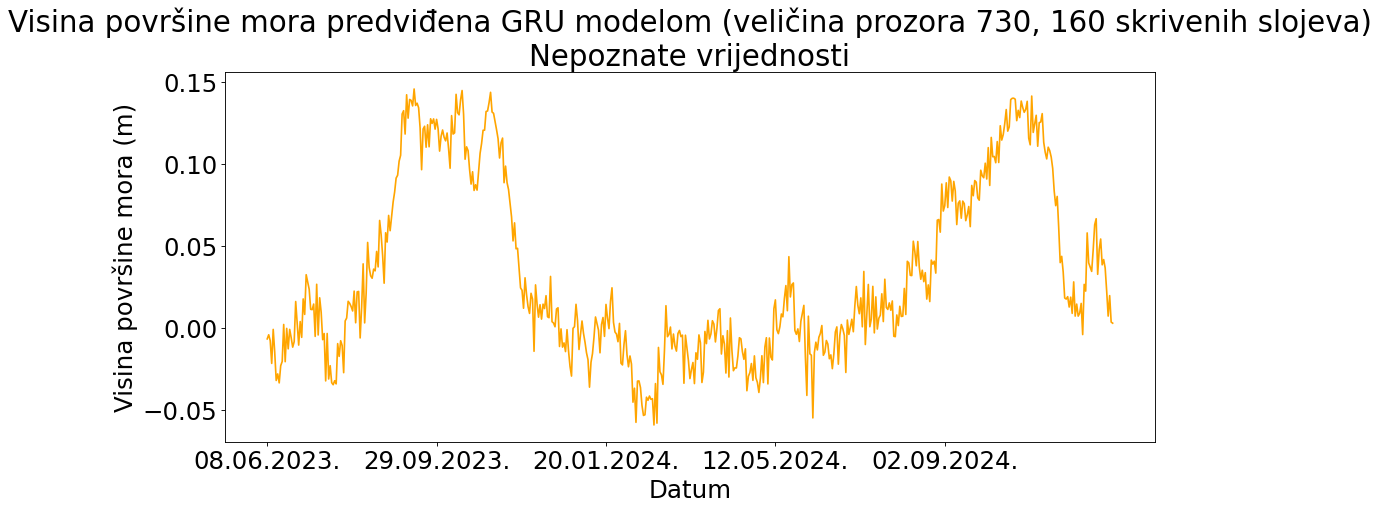 Visina površine mora predviđena GRU modelom (veličina prozora 730, 160 skrivenih slojeva)
Nepoznate vrijednosti
Visina površine mora (m)
0.15
0.10
0.05
0.00
−0.05
08.06.2023. 29.09.2023. 20.01.2024. 12.05.2024. 02.09.2024.
Datum